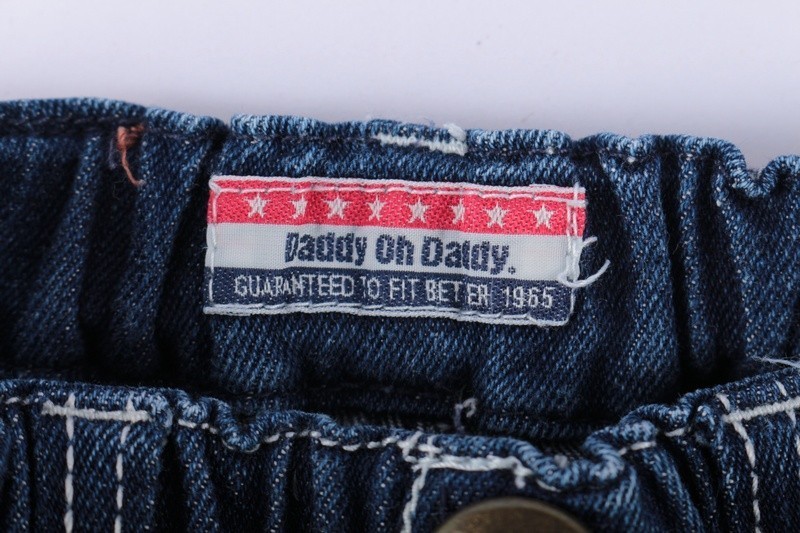 Daddy Oh Daddy.
GUARANTEED TO FIT BETTER 1965